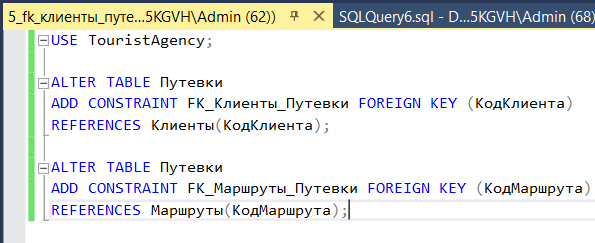 5_fk_клиенты_путе...5KGVH\Admin (62)) SQLQuery6.sql - D...5KGVH\Admin (68)
USE TouristAgency;
ALTER TABLE Путевки
ADD CONSTRAINT FK_Клиенты_Путевки FOREIGN KEY (КодКлиента)
REFERENCES Клиенты(КодКлиента);
ALTER TABLE Путевки
ADD CONSTRAINT FK_Маршруты_Путевки FOREIGN KEY (КодМаршрута)
REFERENCES Маршруты(КодМаршрута);